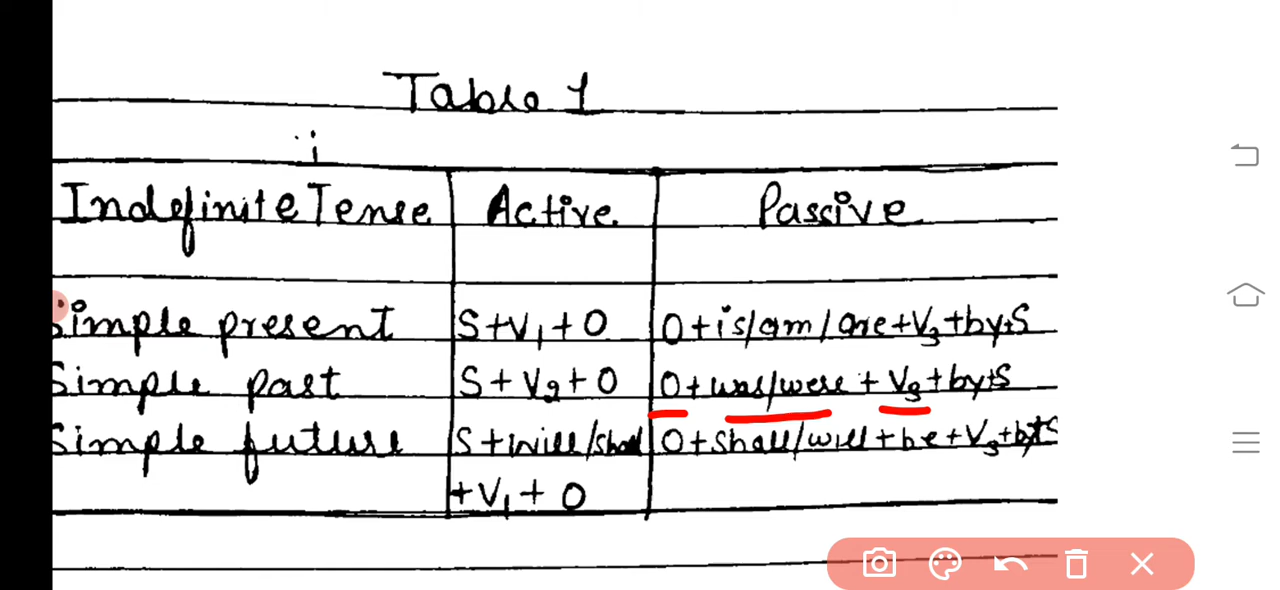 Table 1
Indefinite Tense Active Passive
Simple present S+V1+O O+is/am/are+V3+by+S
Simple past S+V2+O O+was/were+V3+by+S
Simple future S+will/shall O+shall/will+be+V3+by+S
+V1+O